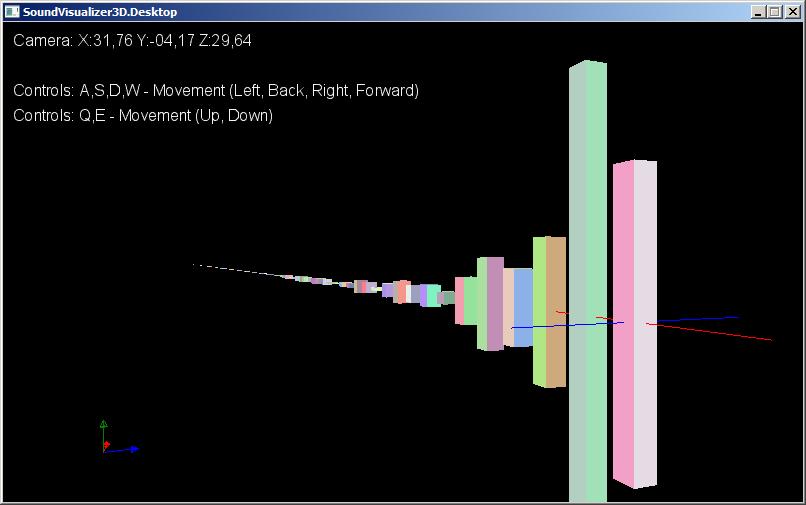 SoundVisualizer3D.Desktop
Camera: X:31,76 Y:-04,17 Z:29,64
Controls: A,S,D,W - Movement (Left, Back, Right, Forward)
Controls: Q,E - Movement (Up, Down)